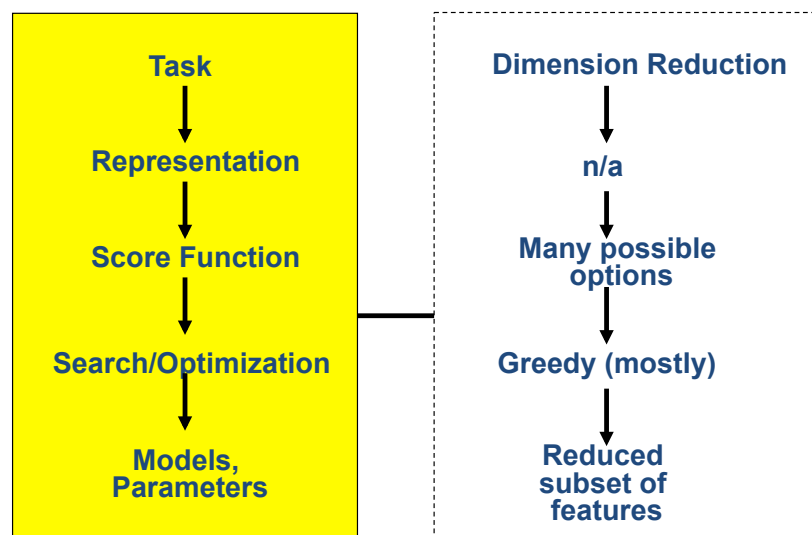 Task
Representation
Score Function
Search/Optimization
Models,
Parameters
Dimension Reduction
n/a
Many possible
options
Greedy (mostly)
Reduced
subset of
features